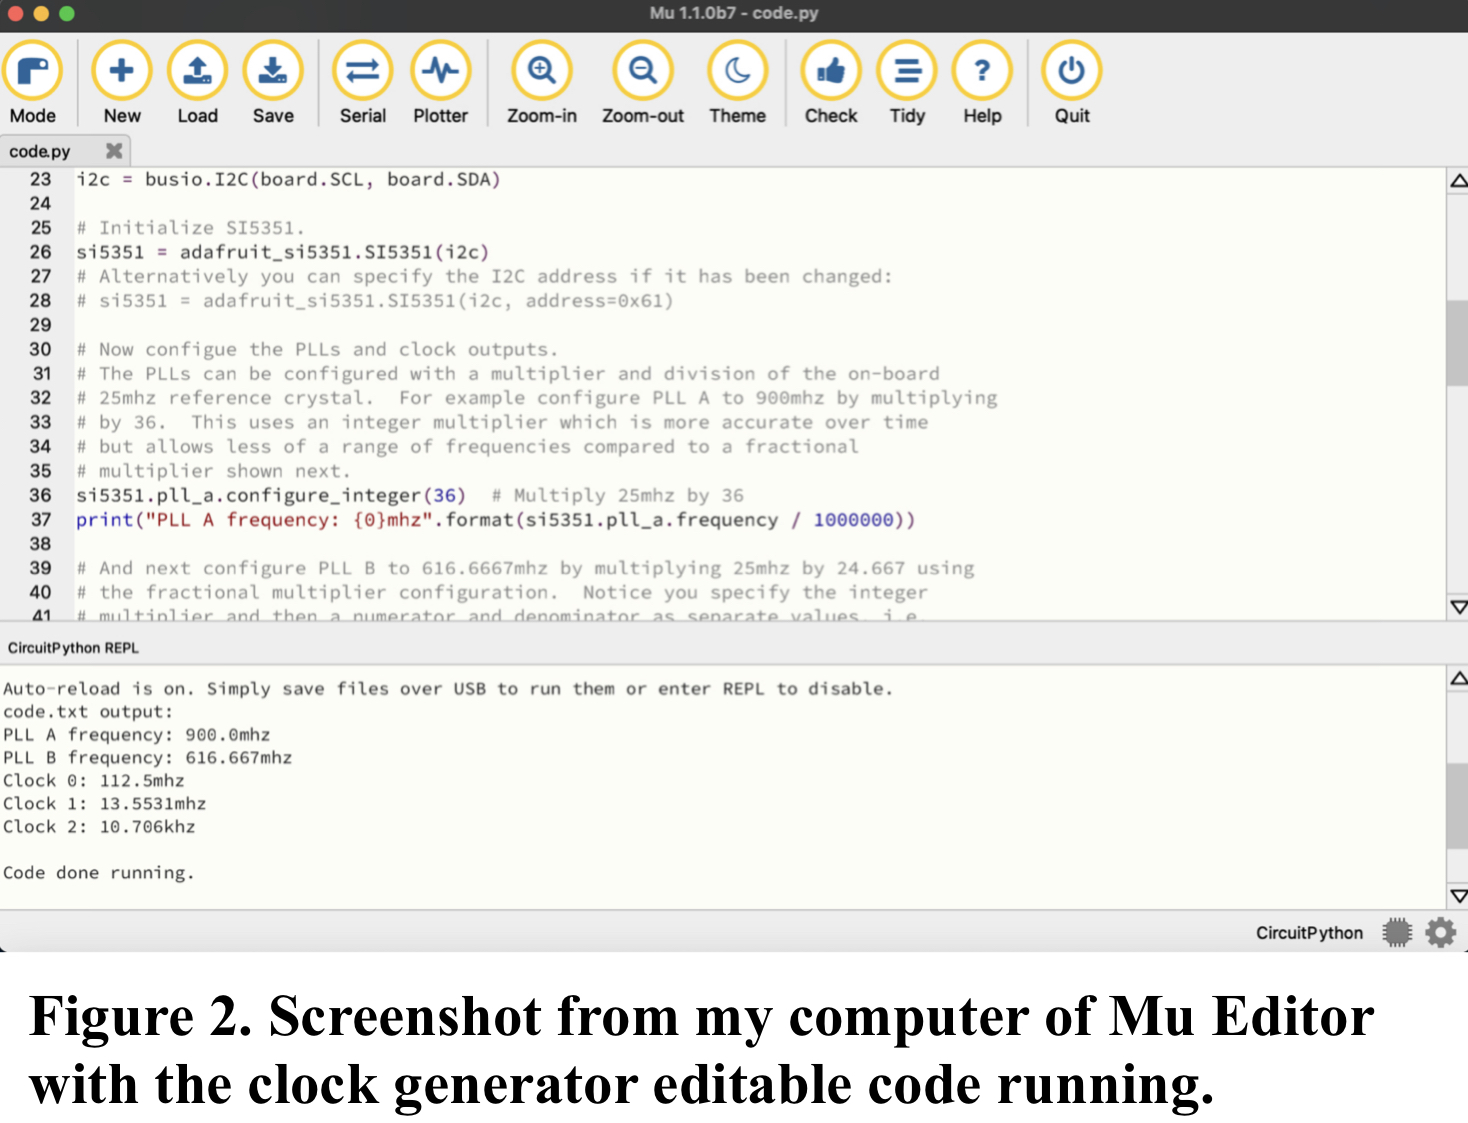 Mu 1.1.0b7 - code.py
Mode New Load Save Serial Plotter Zoom-in Zoom-out Theme Check Tidy Help Quit
code.py
23 i2c = busio.I2C(board.SCL, board.SDA)
24
25 # Initialize SI5351.
26 si5351 = adafruit_si5351.SI5351(i2c)
27 # Alternatively you can specify the I2C address if it has been changed:
28 # si5351 = adafruit_si5351.SI5351(i2c, address=0x61)
29
30 # Now configue the PLLs and clock outputs.
31 # The PLLs can be configured with a multiplier and division of the on-board
32 # 25mhz reference crystal.  For example configure PLL A to 900mhz by multiplying
33 # by 36.  This uses an integer multiplier which is more accurate over time
34 # but allows less of a range of frequencies compared to a fractional
35 # multiplier shown next.
36 si5351.pll_a.configure_integer(36)  # Multiply 25mhz by 36
37 print("PLL A frequency: {0}mhz".format(si5351.pll_a.frequency / 1000000))
38
39 # And next configure PLL B to 616.6667mhz by multiplying 25mhz by 24.667 using
40 # the fractional multiplier configuration.  Notice you specify the integer
41 # multiplier and then a numerator and denominator as separate values, i.e.
CircuitPython REPL
Auto-reload is on. Simply save files over USB to run them or enter REPL to disable.
code.txt output:
PLL A frequency: 900.0mhz
PLL B frequency: 616.667mhz
Clock 0: 112.5mhz
Clock 1: 13.5531mhz
Clock 2: 10.706khz
Code done running.
CircuitPython
Figure 2. Screenshot from my computer of Mu Editor
with the clock generator editable code running.